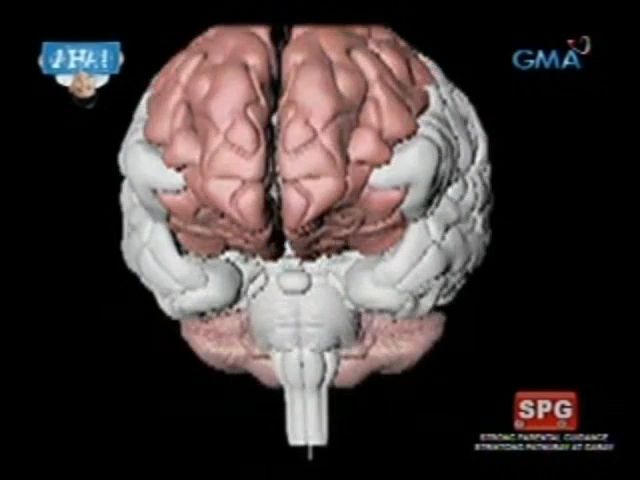 AHA!
GMA
SPG
STRONG PARENTAL GUIDANCE
STRIKTONG PATNUBAY AT GABAY